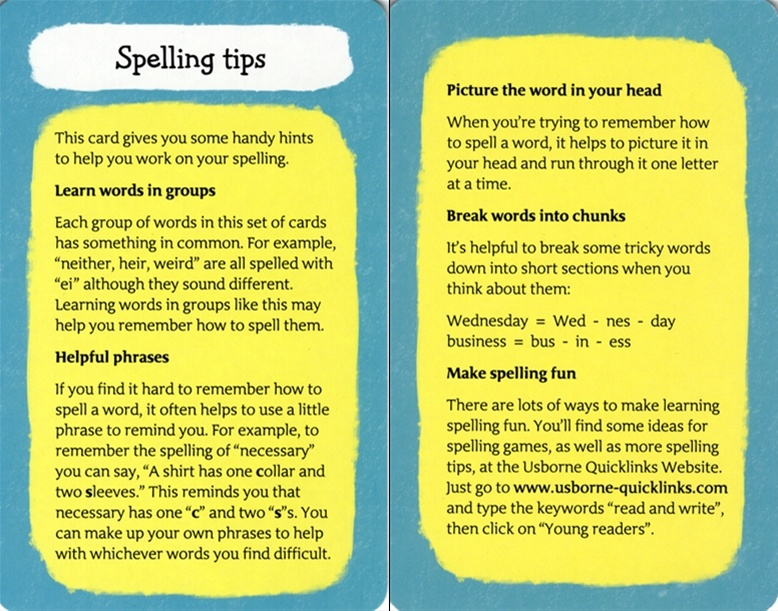 Spelling tips
This card gives you some handy hints
to help you work on your spelling.
Learn words in groups
Each group of words in this set of cards
has something in common. For example,
“neither, heir, weird” are all spelled with
“ei” although they sound different.
Learning words in groups like this may
help you remember how to spell them.
Helpful phrases
If you find it hard to remember how to
spell a word, it often helps to use a little
phrase to remind you. For example, to
remember the spelling of “necessary”
you can say, “A shirt has one collar and
two sleeves.” This reminds you that
necessary has one “c” and two “s”s. You
can make up your own phrases to help
with whichever words you find difficult.
Picture the word in your head
When you’re trying to remember how
to spell a word, it helps to picture it in
your head and run through it one letter
at a time.
Break words into chunks
It’s helpful to break some tricky words
down into short sections when you
think about them:
Wednesday = Wed - nes - day
business = bus - in - ess
Make spelling fun
There are lots of ways to make learning
spelling fun. You’ll find some ideas for
spelling games, as well as more spelling
tips, at the Usborne Quicklinks Website.
Just go to www.usborne-quicklinks.com
and type the keywords “read and write”,
then click on “Young readers”.